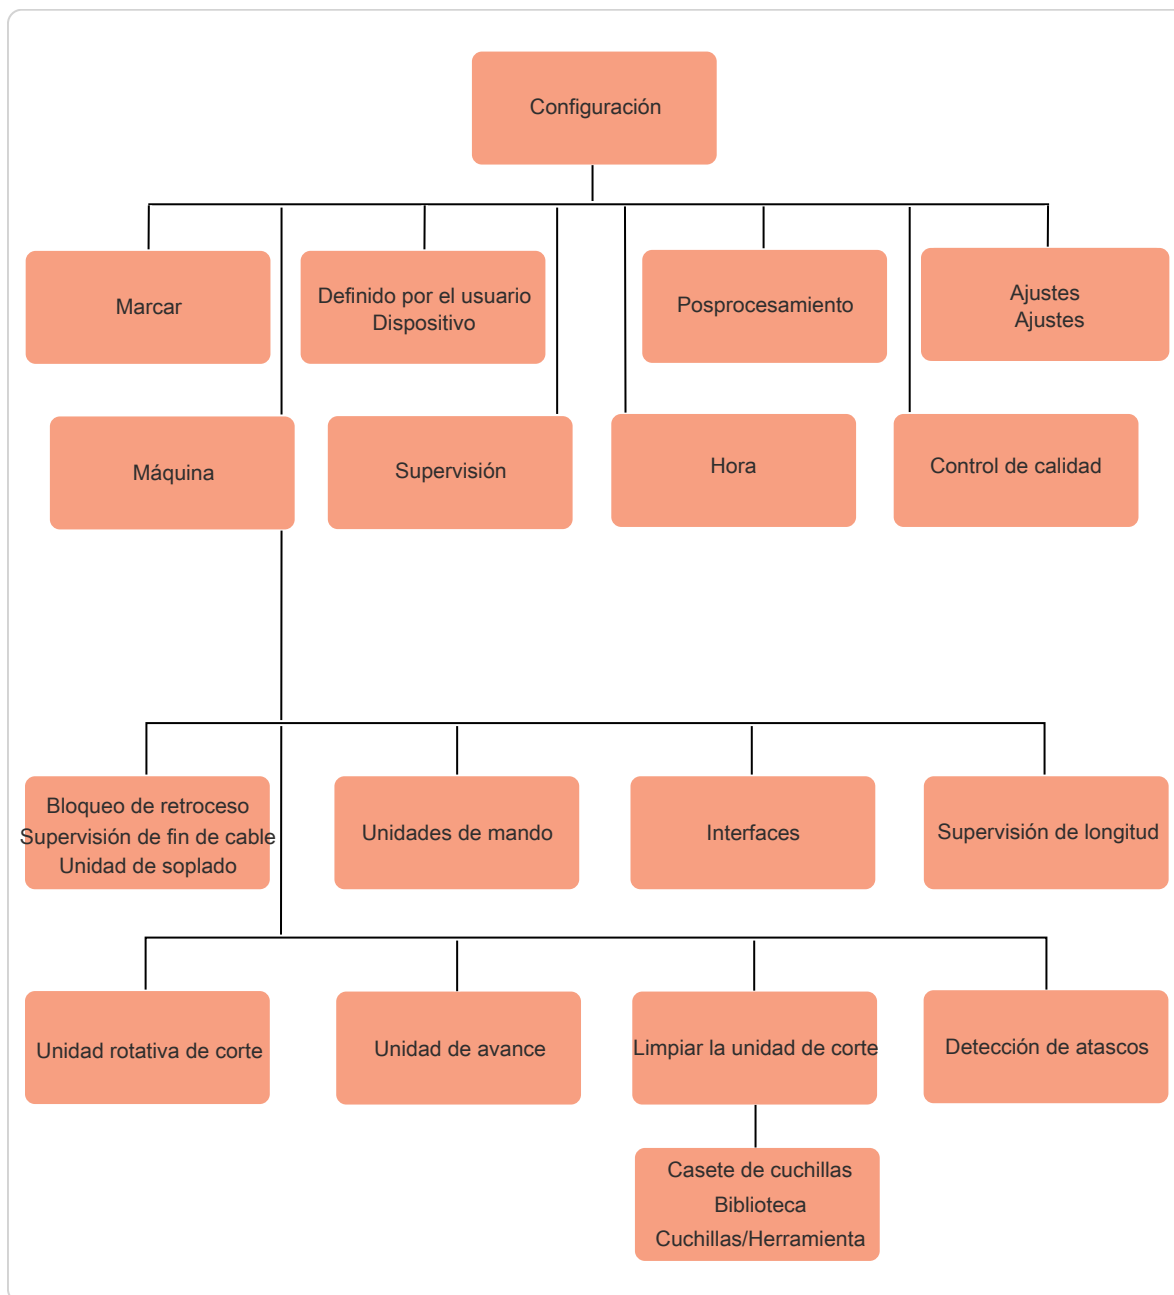 Configuración
Marcar
Definido por el usuario
Dispositivo
Posprocesamiento
Ajustes
Ajustes
Máquina
Supervisión
Hora
Control de calidad
Bloqueo de retroceso
Supervisión de fin de cable
Unidad de soplado
Unidades de mando
Interfaces
Supervisión de longitud
Unidad rotativa de corte
Unidad de avance
Limpiar la unidad de corte
Detección de atascos
Casete de cuchillas
Biblioteca
Cuchillas/Herramienta